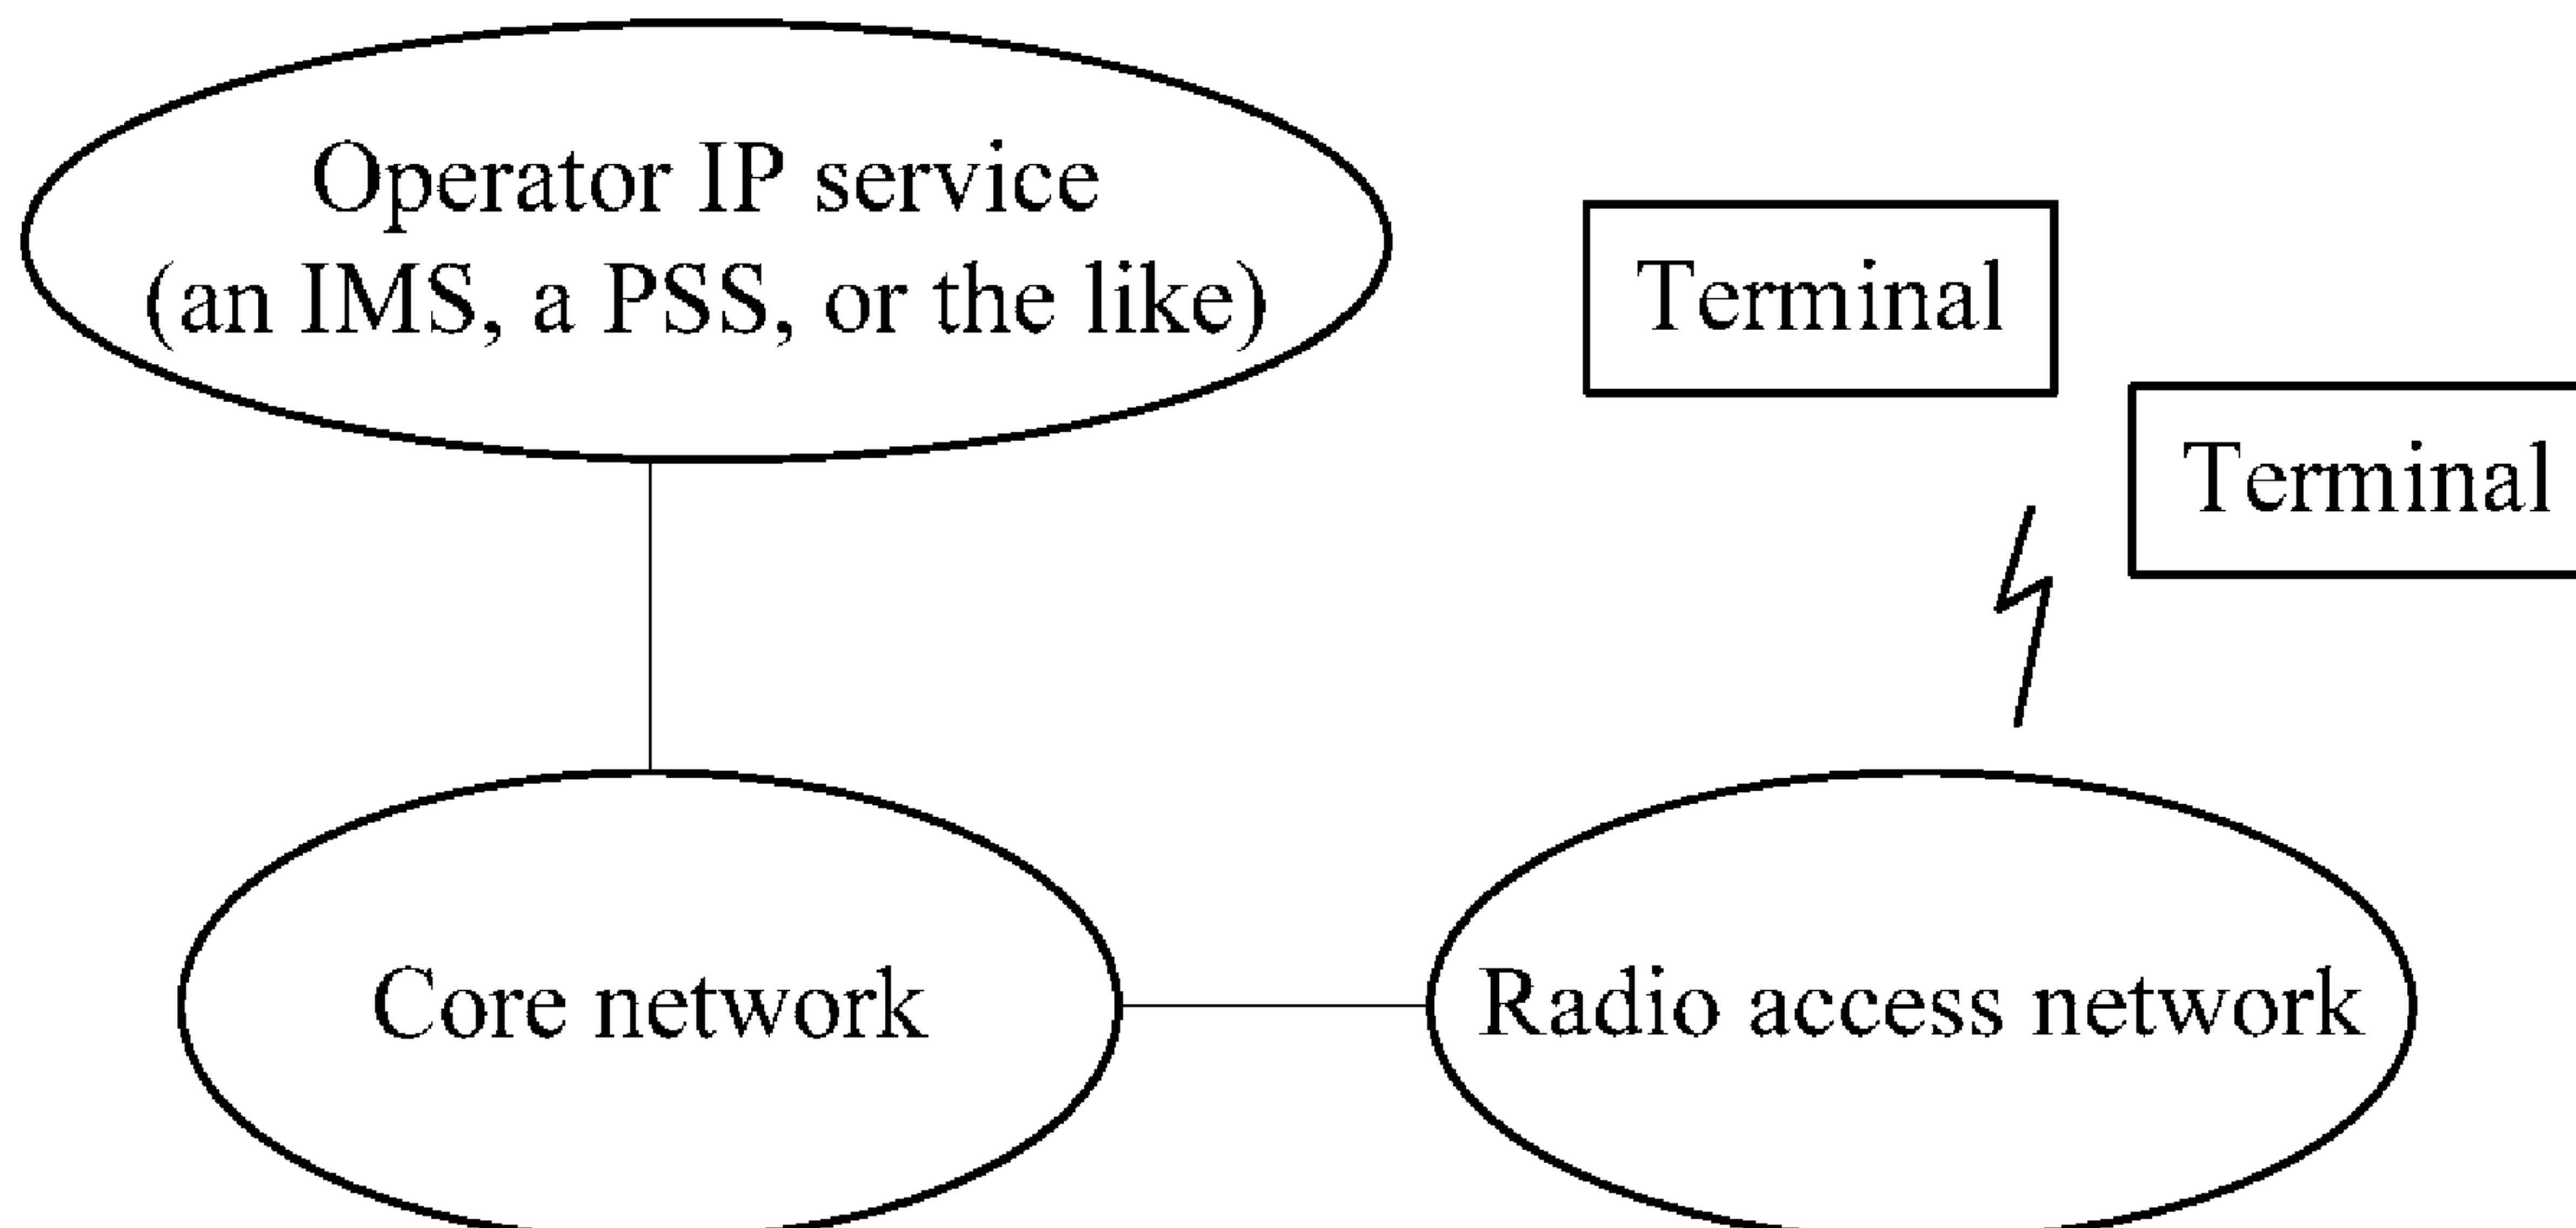 Operator IP service
(an IMS, a PSS, or the like)
Terminal
Terminal
Core network
Radio access network